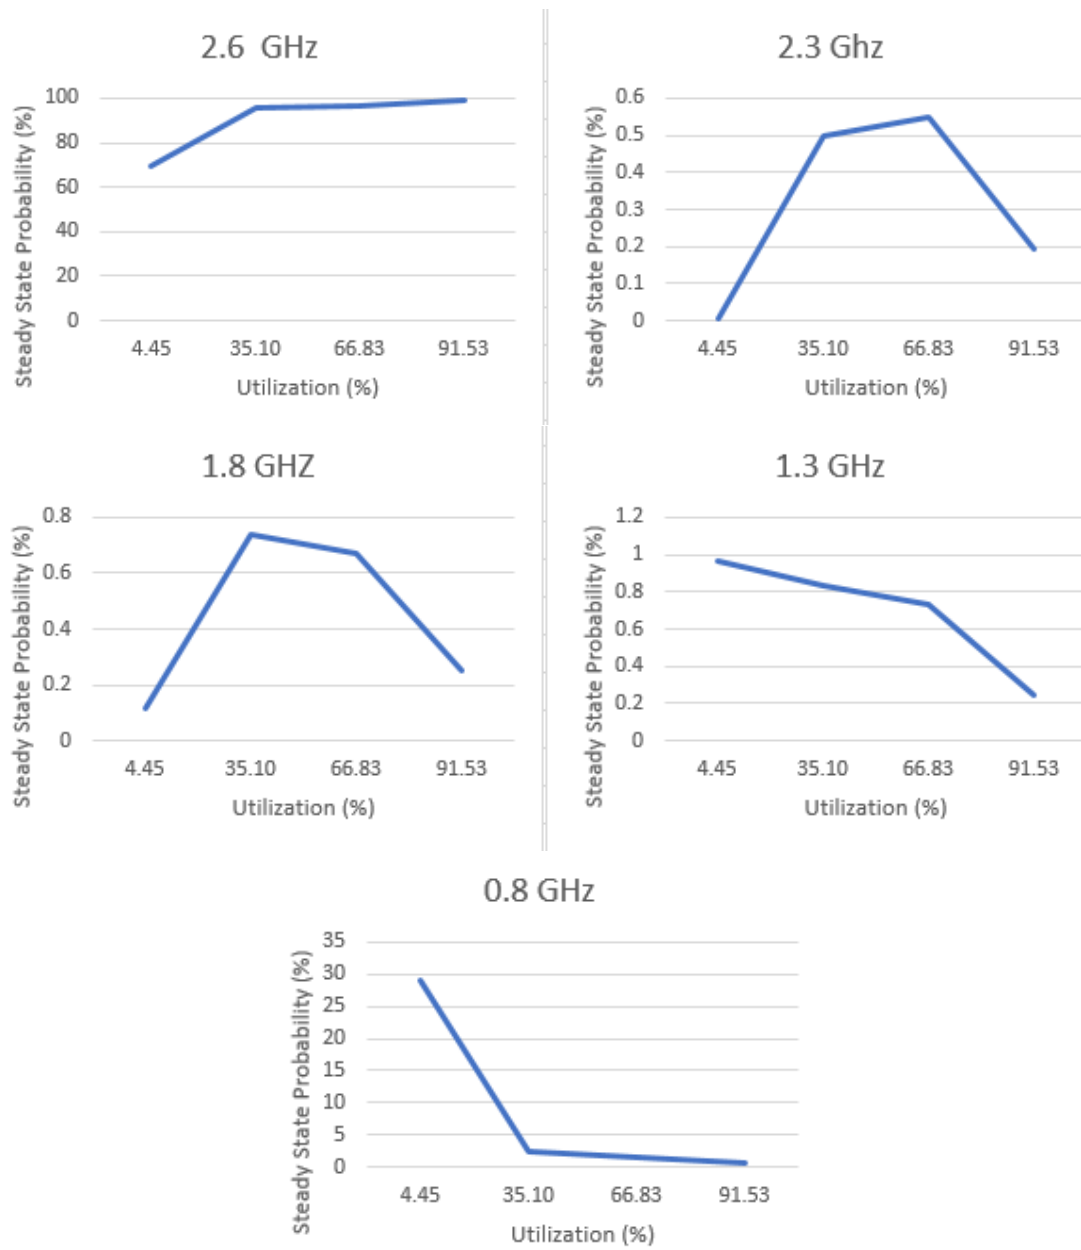 2.6 GHz
Steady State Probability (%)
100
80
60
40
20
0
4.45 35.10 66.83 91.53
Utilization (%)
2.3 Ghz
Steady State Probability (%)
0.6
0.5
0.4
0.3
0.2
0.1
0
4.45 35.10 66.83 91.53
Utilization (%)
1.8 GHZ
Steady State Probability (%)
0.8
0.6
0.4
0.2
0
4.45 35.10 66.83 91.53
Utilization (%)
1.3 GHz
Steady State Probability (%)
1.2
1
0.8
0.6
0.4
0.2
0
4.45 35.10 66.83 91.53
Utilization (%)
0.8 GHz
Steady State Probability (%)
35
30
25
20
15
10
5
0
4.45 35.10 66.83 91.53
Utilization (%)